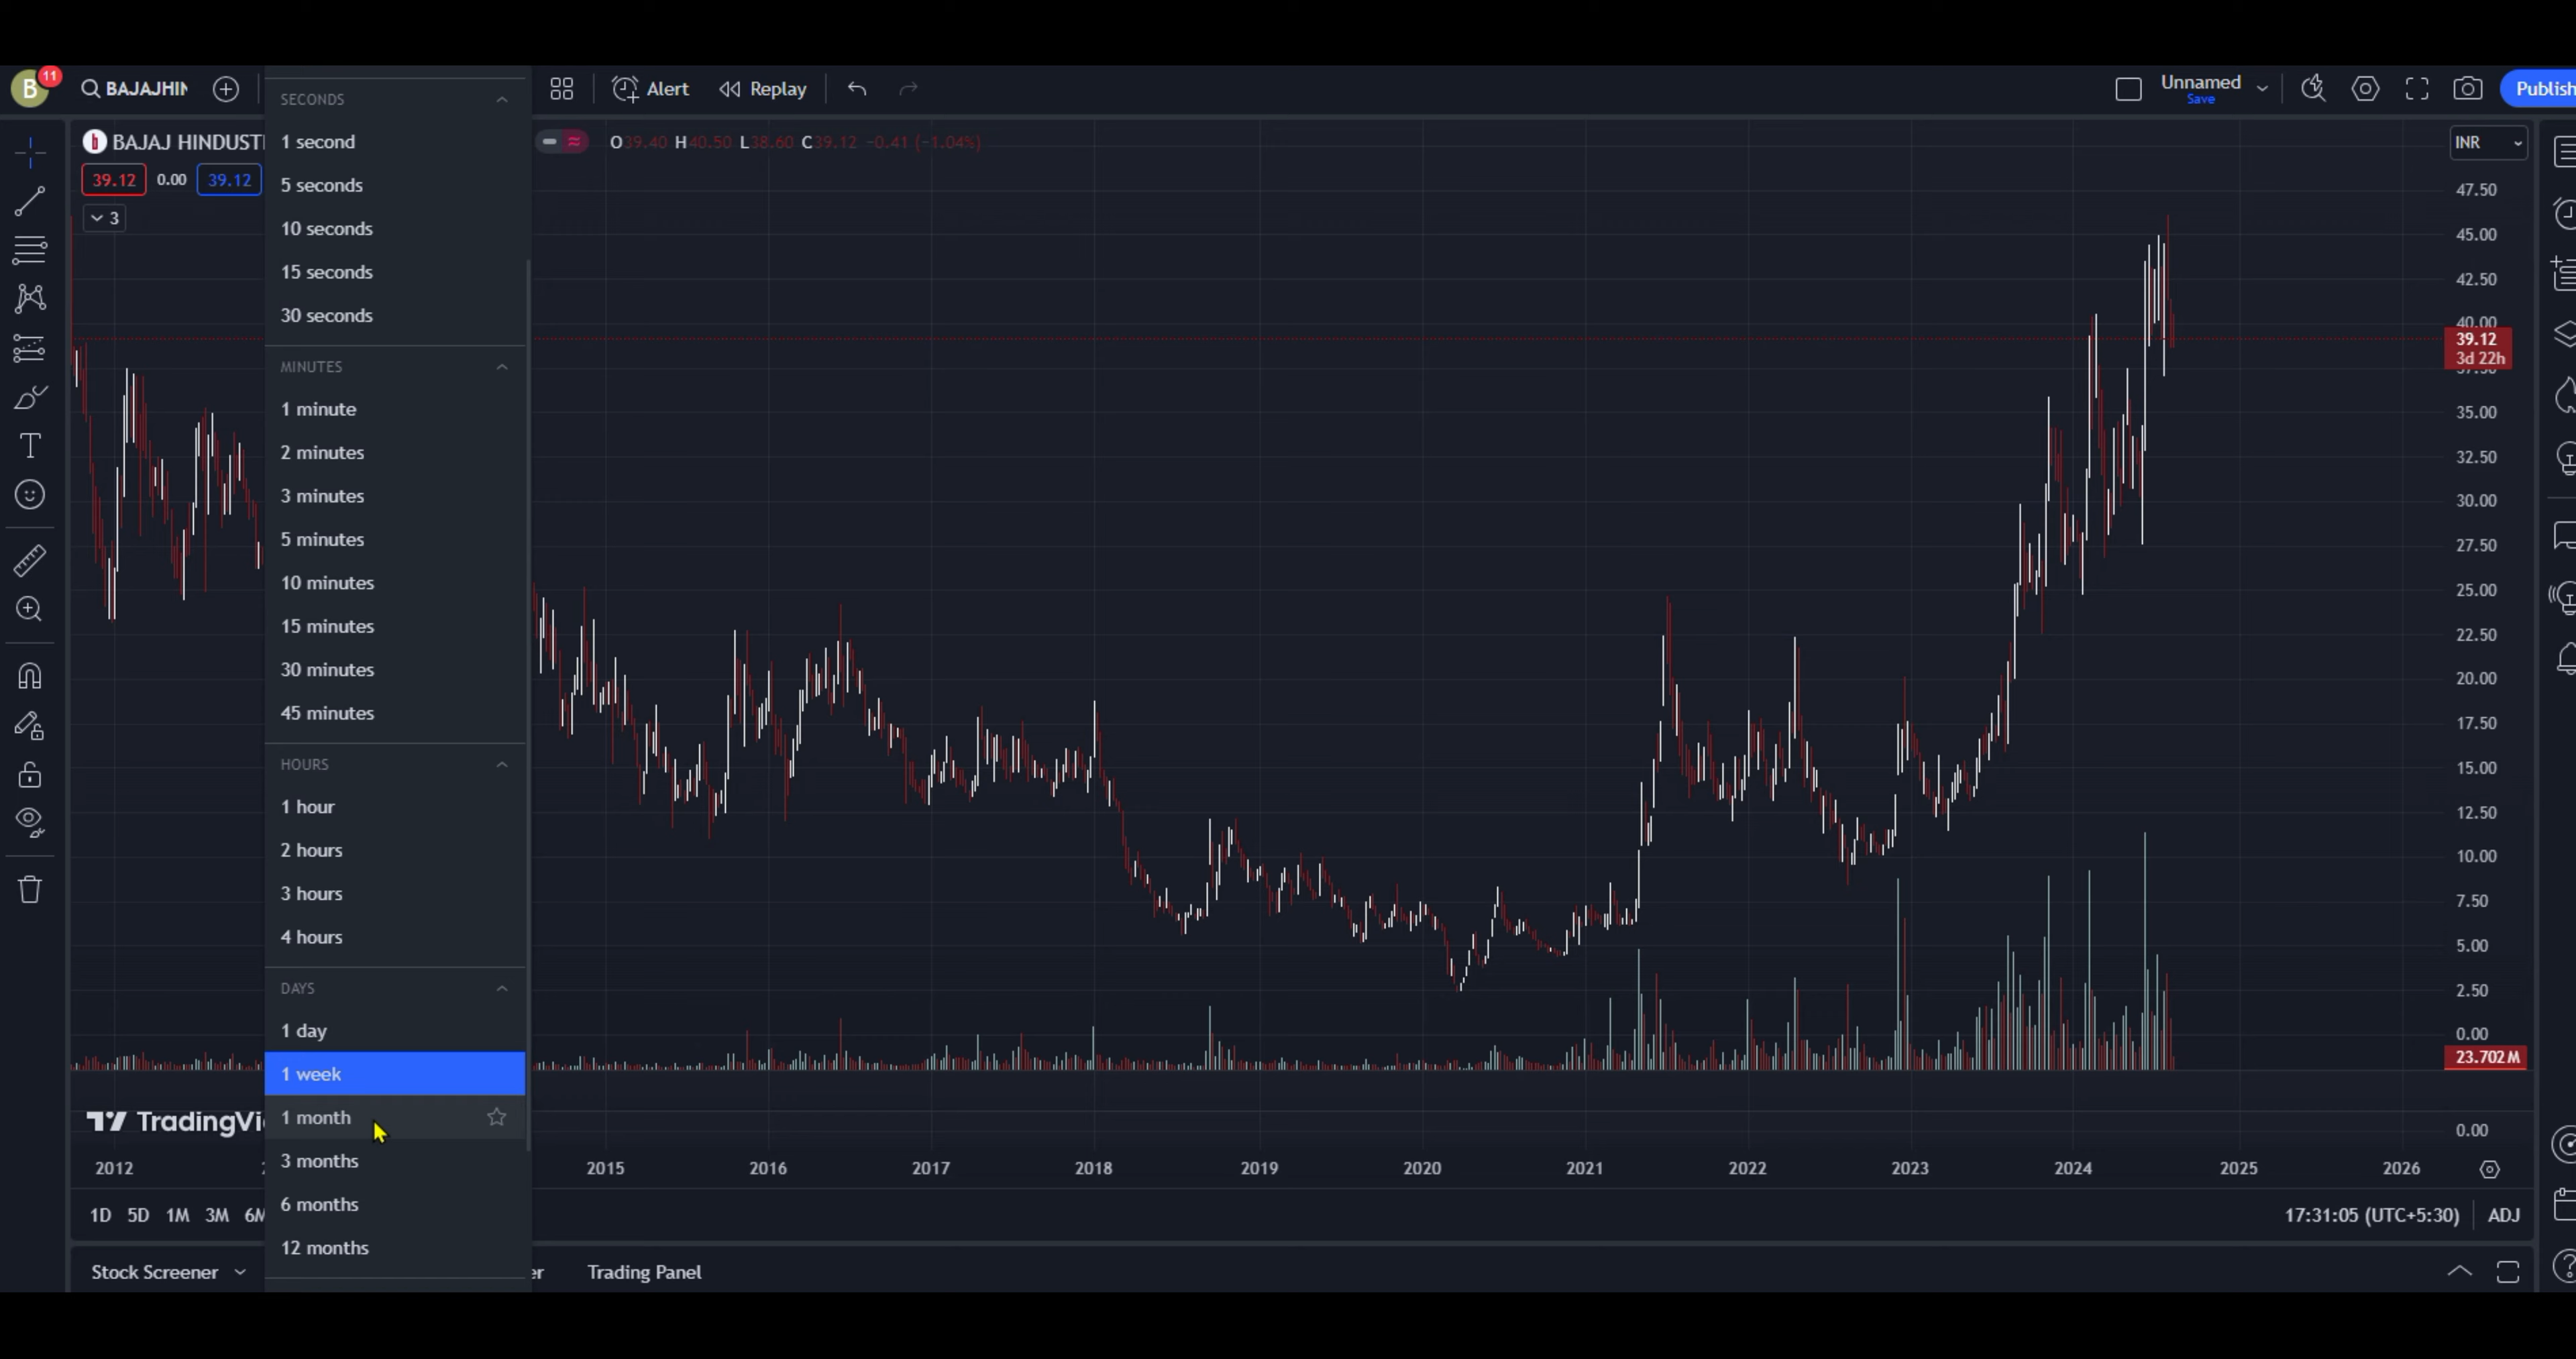 B 11 BAJAJHIN Alert Replay Unnamed Publish
Save
BAJAJ HINDUSTI O39.40 H40.50 L38.60 C39.12 −0.41 (−1.04%) INR
39.12 0.00 39.12
3
SECONDS
1 second
5 seconds
10 seconds
15 seconds
30 seconds
MINUTES
1 minute
2 minutes
3 minutes
5 minutes
10 minutes
15 minutes
30 minutes
45 minutes
HOURS
1 hour
2 hours
3 hours
4 hours
DAYS
1 day
1 week
1 month
3 months
6 months
12 months
47.50
45.00
42.50
40.00
39.12
3d 22h
35.00
32.50
30.00
27.50
25.00
22.50
20.00
17.50
15.00
12.50
10.00
7.50
5.00
2.50
0.00
23.702 M
0.00
TradingVi
2012 2015 2016 2017 2018 2019 2020 2021 2022 2023 2024 2025 2026
1D 5D 1M 3M 6M 17:31:05 (UTC+5:30) ADJ
Stock Screener er Trading Panel